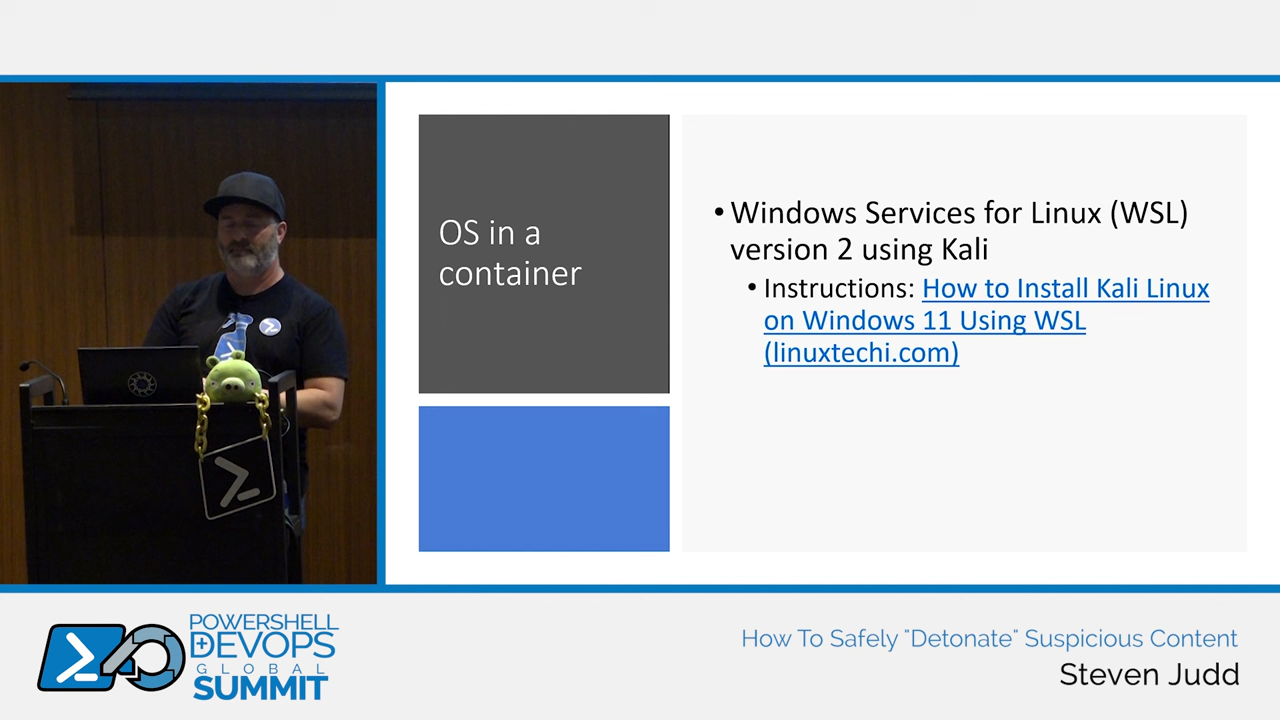 OS in a
container
• Windows Services for Linux (WSL)
version 2 using Kali
• Instructions: How to Install Kali Linux
on Windows 11 Using WSL
(linuxtechi.com)
POWERSHELL
+DEVOPS
GLOBAL
SUMMIT
How To Safely "Detonate" Suspicious Content
Steven Judd